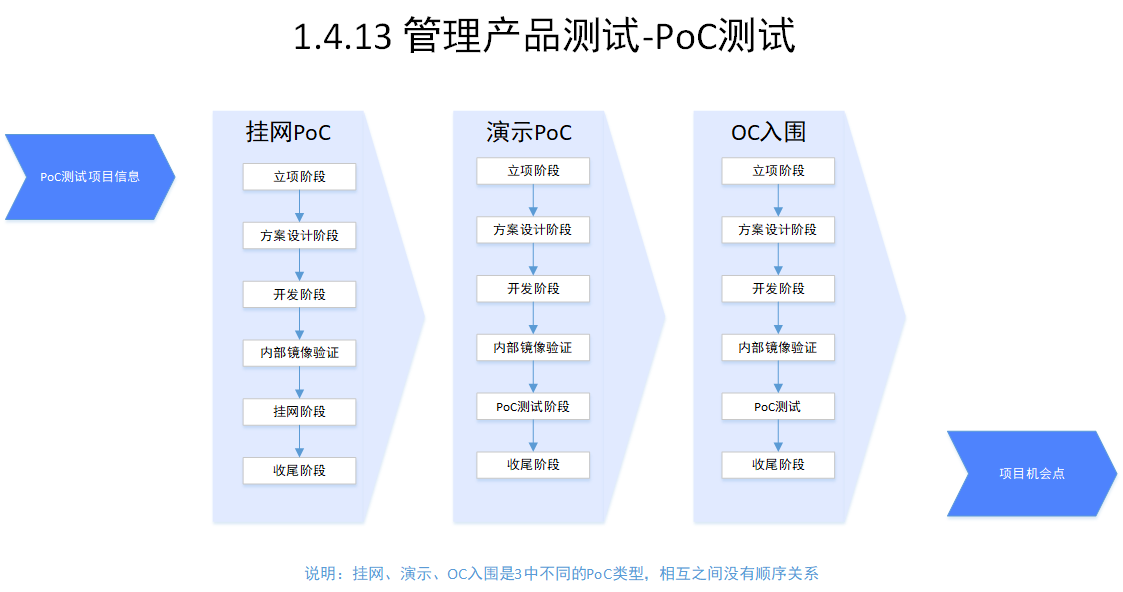 1.4.13 管理产品测试-PoC测试
PoC测试项目信息
挂网PoC
立项阶段
方案设计阶段
开发阶段
内部镜像验证
挂网阶段
收尾阶段
演示PoC
立项阶段
方案设计阶段
开发阶段
内部镜像验证
PoC测试阶段
收尾阶段
OC入围
立项阶段
方案设计阶段
开发阶段
内部镜像验证
PoC测试
收尾阶段
项目机会点
说明：挂网、演示、OC入围是3中不同的PoC类型，相互之间没有顺序关系